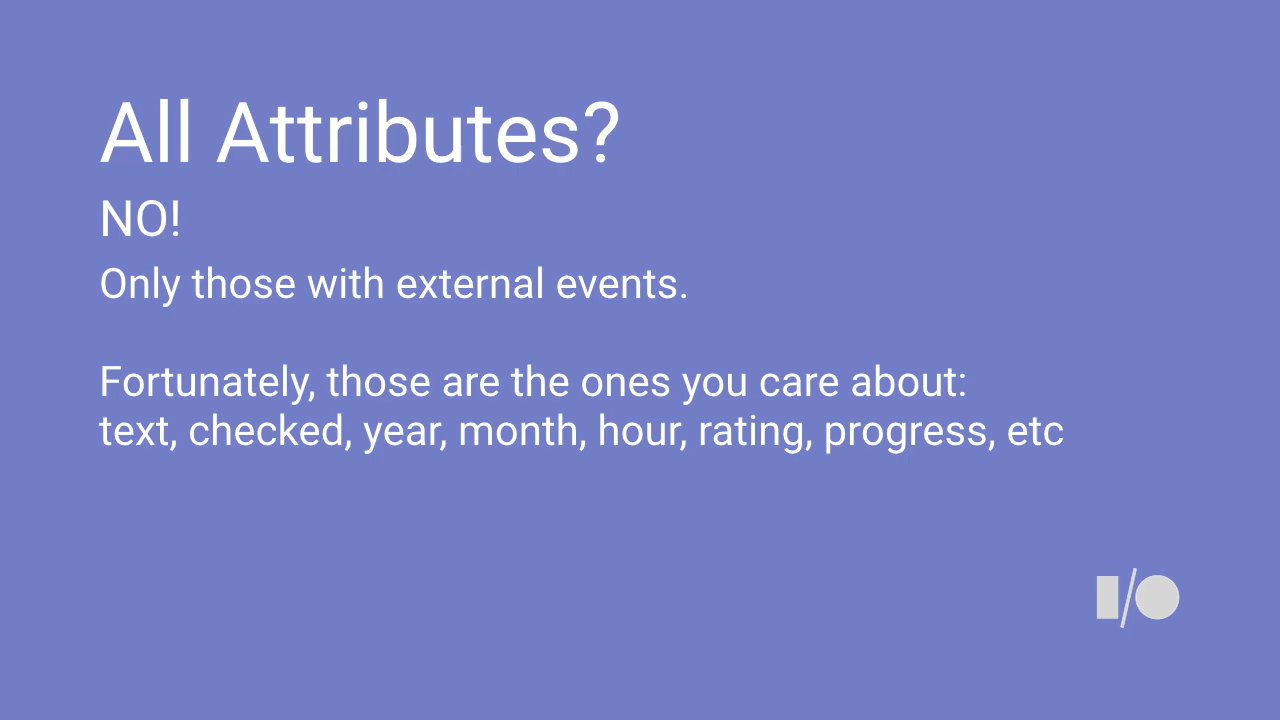 All Attributes?
NO!
Only those with external events.
Fortunately, those are the ones you care about:
text, checked, year, month, hour, rating, progress, etc
I/O